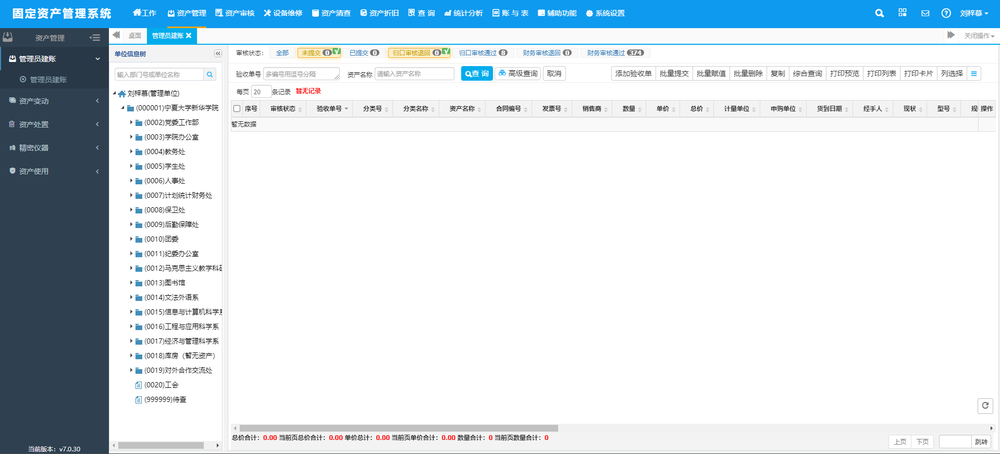 固定资产管理系统
工作 资产管理 资产审核 设备维修 资产清查 资产折旧 查 询 统计分析 账 与 表 辅助功能 系统设置
刘梓慕
资产管理
桌面 管理员建账
关闭操作
管理员建账
管理员建账
资产变动
资产处置
精密仪器
资产使用
当前版本：v7.0.30
单位信息树
输入部门号或单位名称
刘梓慕(管理单位)
(000001)宁夏大学新华学院
(0002)党委工作部
(0003)学院办公室
(0004)教务处
(0005)学生处
(0006)人事处
(0007)计划统计财务处
(0008)保卫处
(0009)后勤保障处
(0010)团委
(0011)纪委办公室
(0012)马克思主义教学科
(0013)图书馆
(0014)文法外语系
(0015)信息与计算机科学系
(0016)工程与应用科学系
(0017)经济与管理科学系
(0018)库房（暂无资产）
(0019)对外合作交流处
(0020)工会
(999999)待查
审核状态： 全部 未提交 0 已提交 0 归口审核退回 0 归口审核通过 8 财务审核退回 0 财务审核通过 374
验收单号 多编号用逗号分隔 资产名称 请输入资产名称 查 询 高级查询 取消
添加验收单 批量提交 批量赋值 批量删除 复制 综合查询 打印预览 打印列表 打印卡片 列选择
每页 20 条记录 暂无记录
序号 审核状态 验收单号 分类号 分类名称 资产名称 合同编号 发票号 销售商 数量 单价 总价 计量单位 申购单位 货到日期 经手人 现状 型号 规 操作
暂无数据
总价合计：0.00 当前页总价合计：0.00 单价总计：0.00 当前页单价合计：0.00 数量合计：0 当前页数量合计：0
上页 下页 跳转